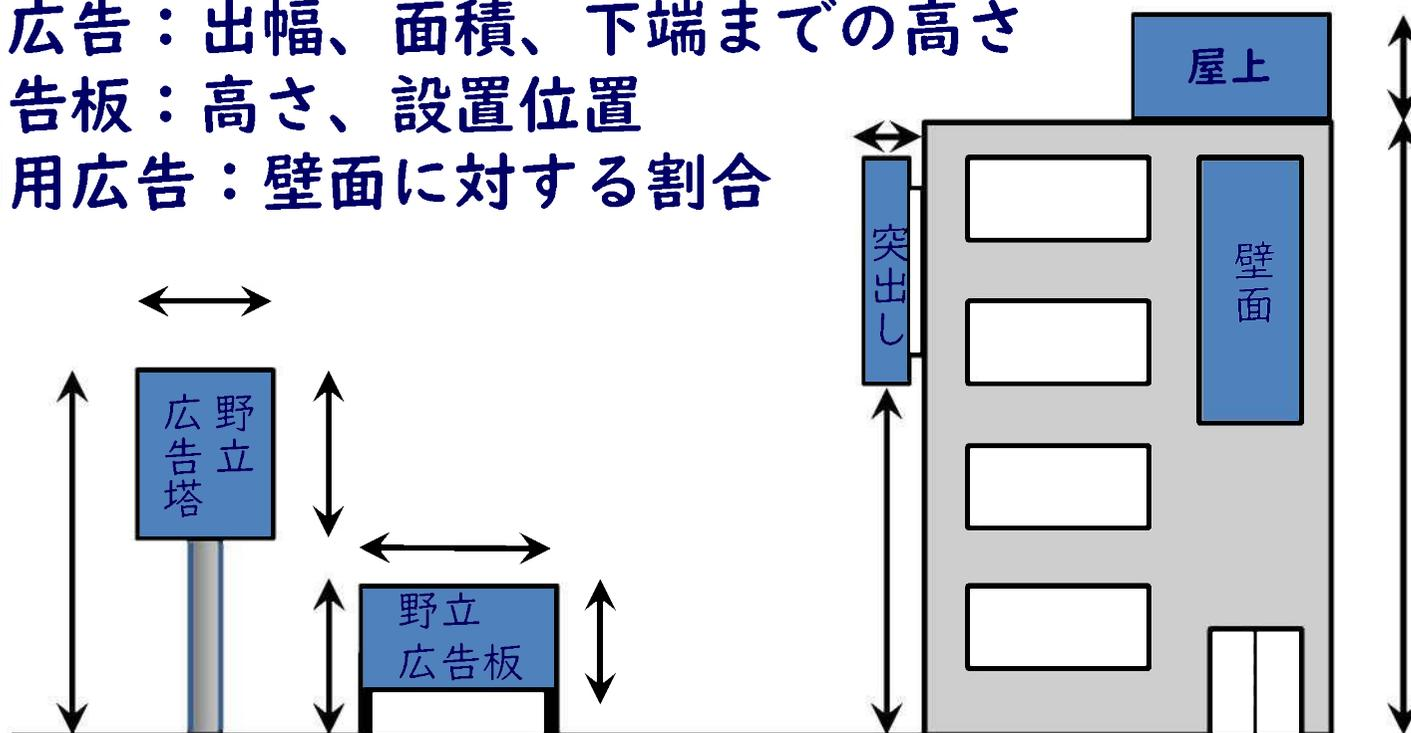 広告：出幅、面積、下端までの高さ
告板：高さ、設置位置
用広告：壁面に対する割合
屋上
突出し
壁面
野立
広告塔
野立
広告板